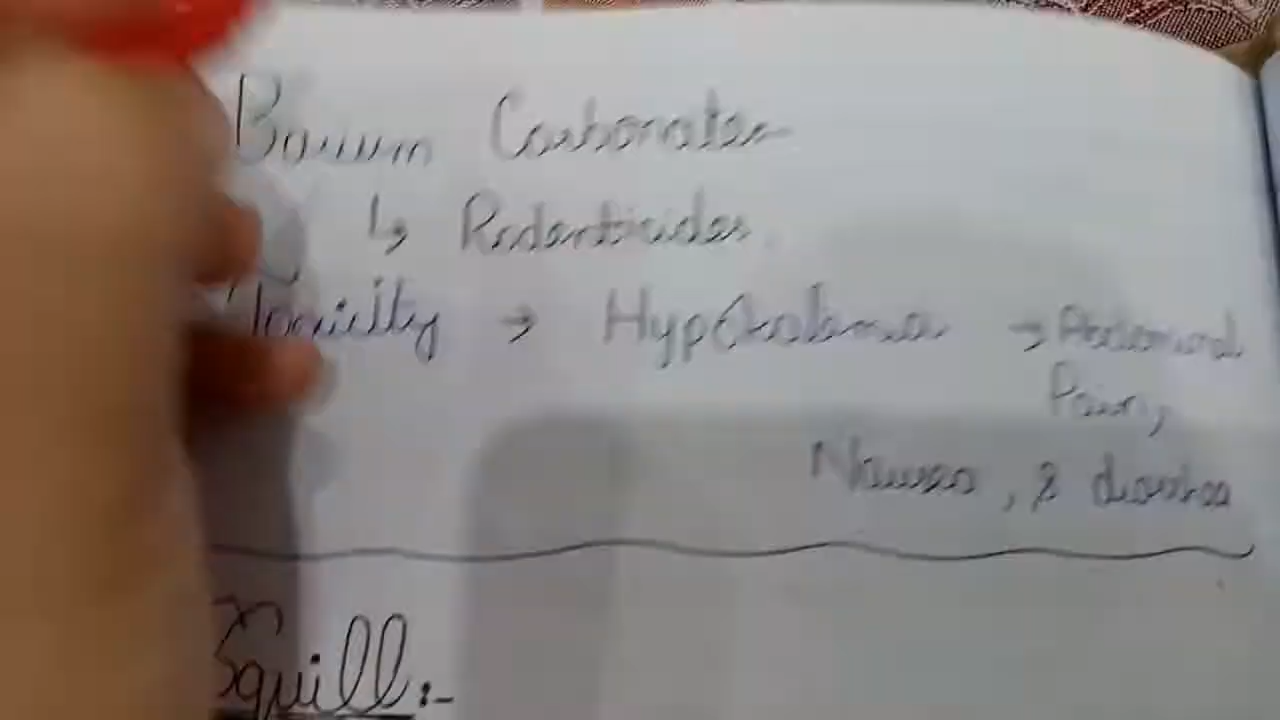 Barium Carbonate:-
↳ Rodenticides.
Toxicity → Hypokalemia → Abdominal
Pain,
Nausea, & diarrhea
Squill:-